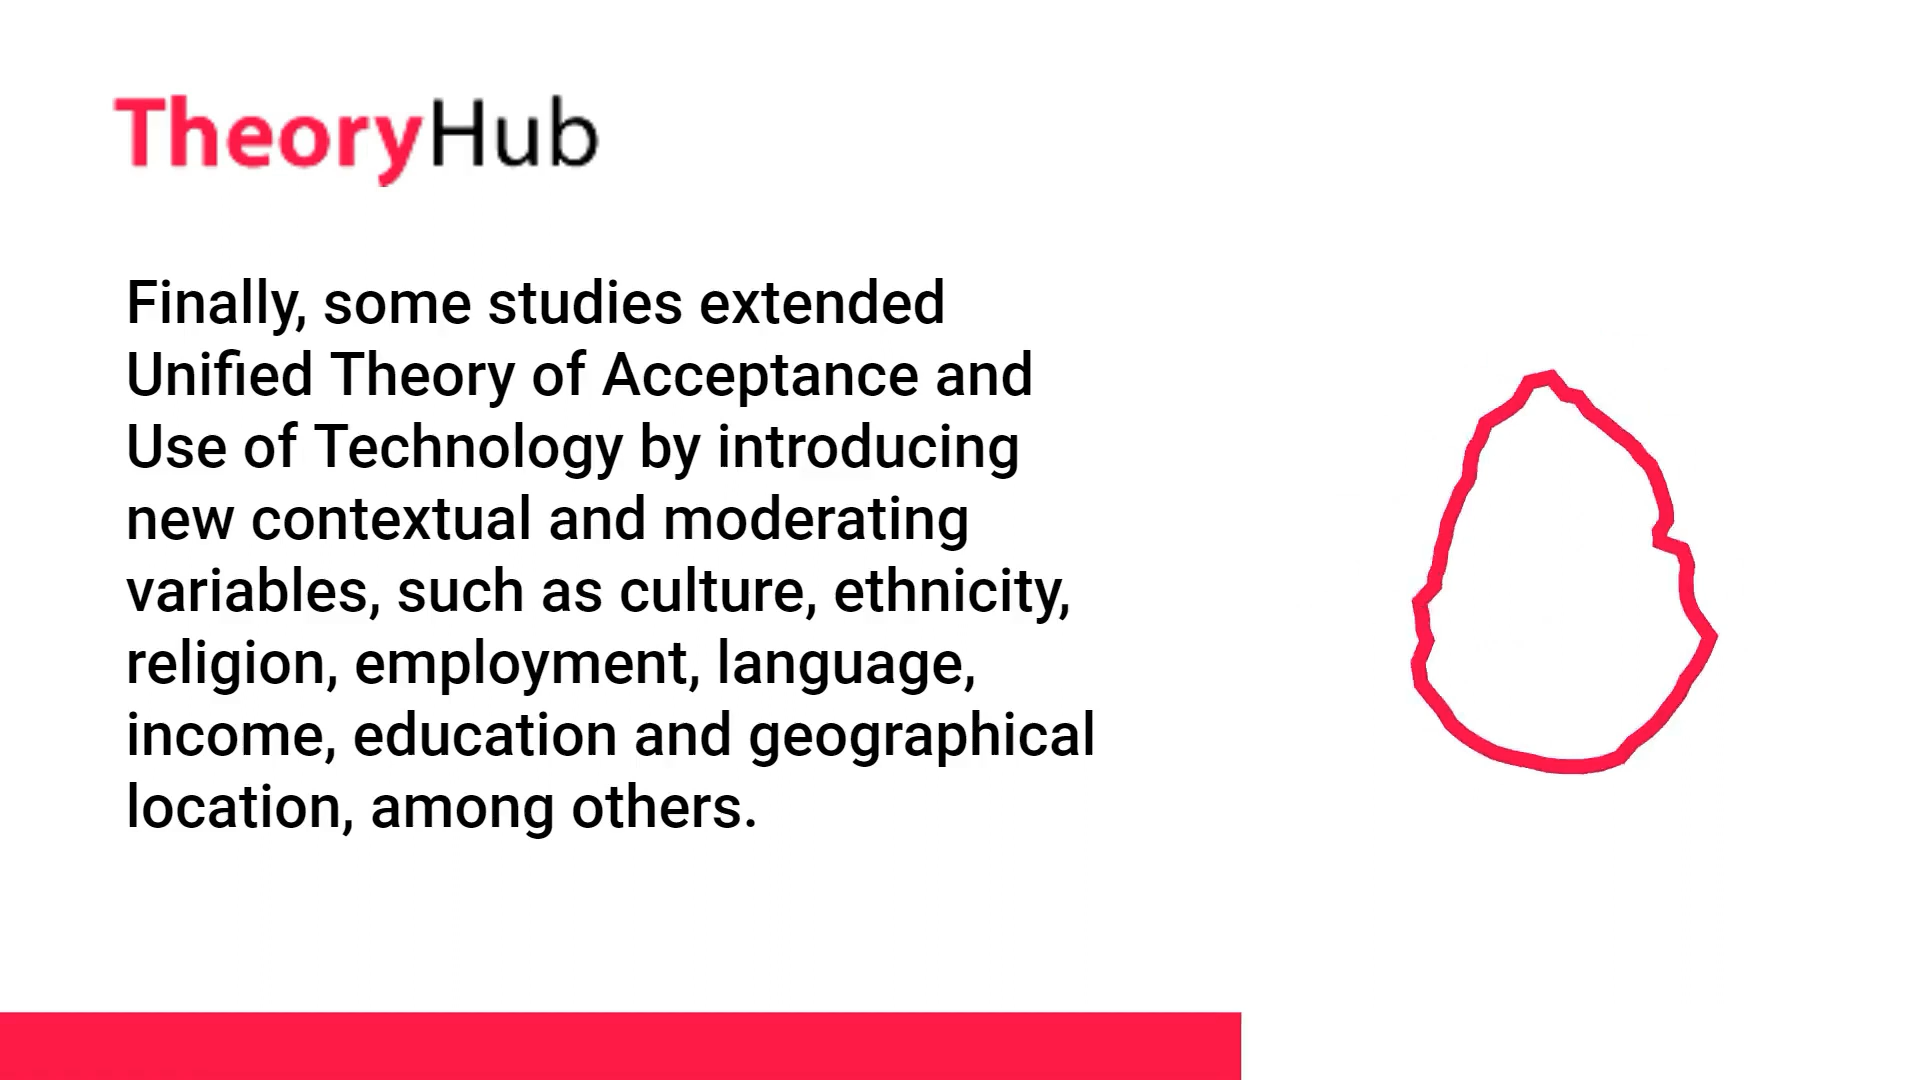 TheoryHub
Finally, some studies extended
Unified Theory of Acceptance and
Use of Technology by introducing
new contextual and moderating
variables, such as culture, ethnicity,
religion, employment, language,
income, education and geographical
location, among others.